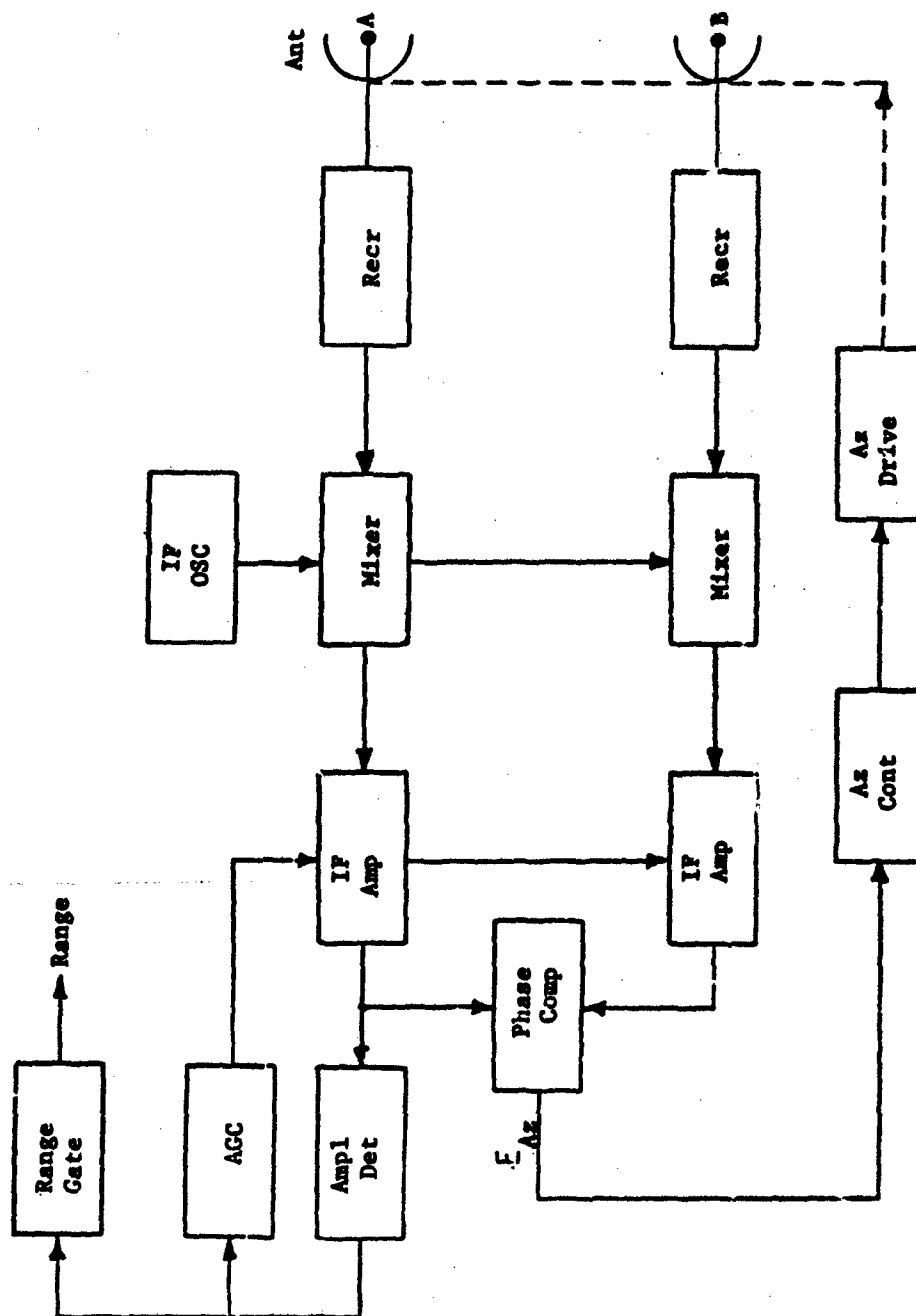 Ant
A
B
Recr
Recr
IF
OSC
Mixer
Mixer
Az
Drive
Az
Cont
IF
Amp
IF
Amp
Range
Phase
Comp
Range
Gate
AGC
Ampl
Det
E Az